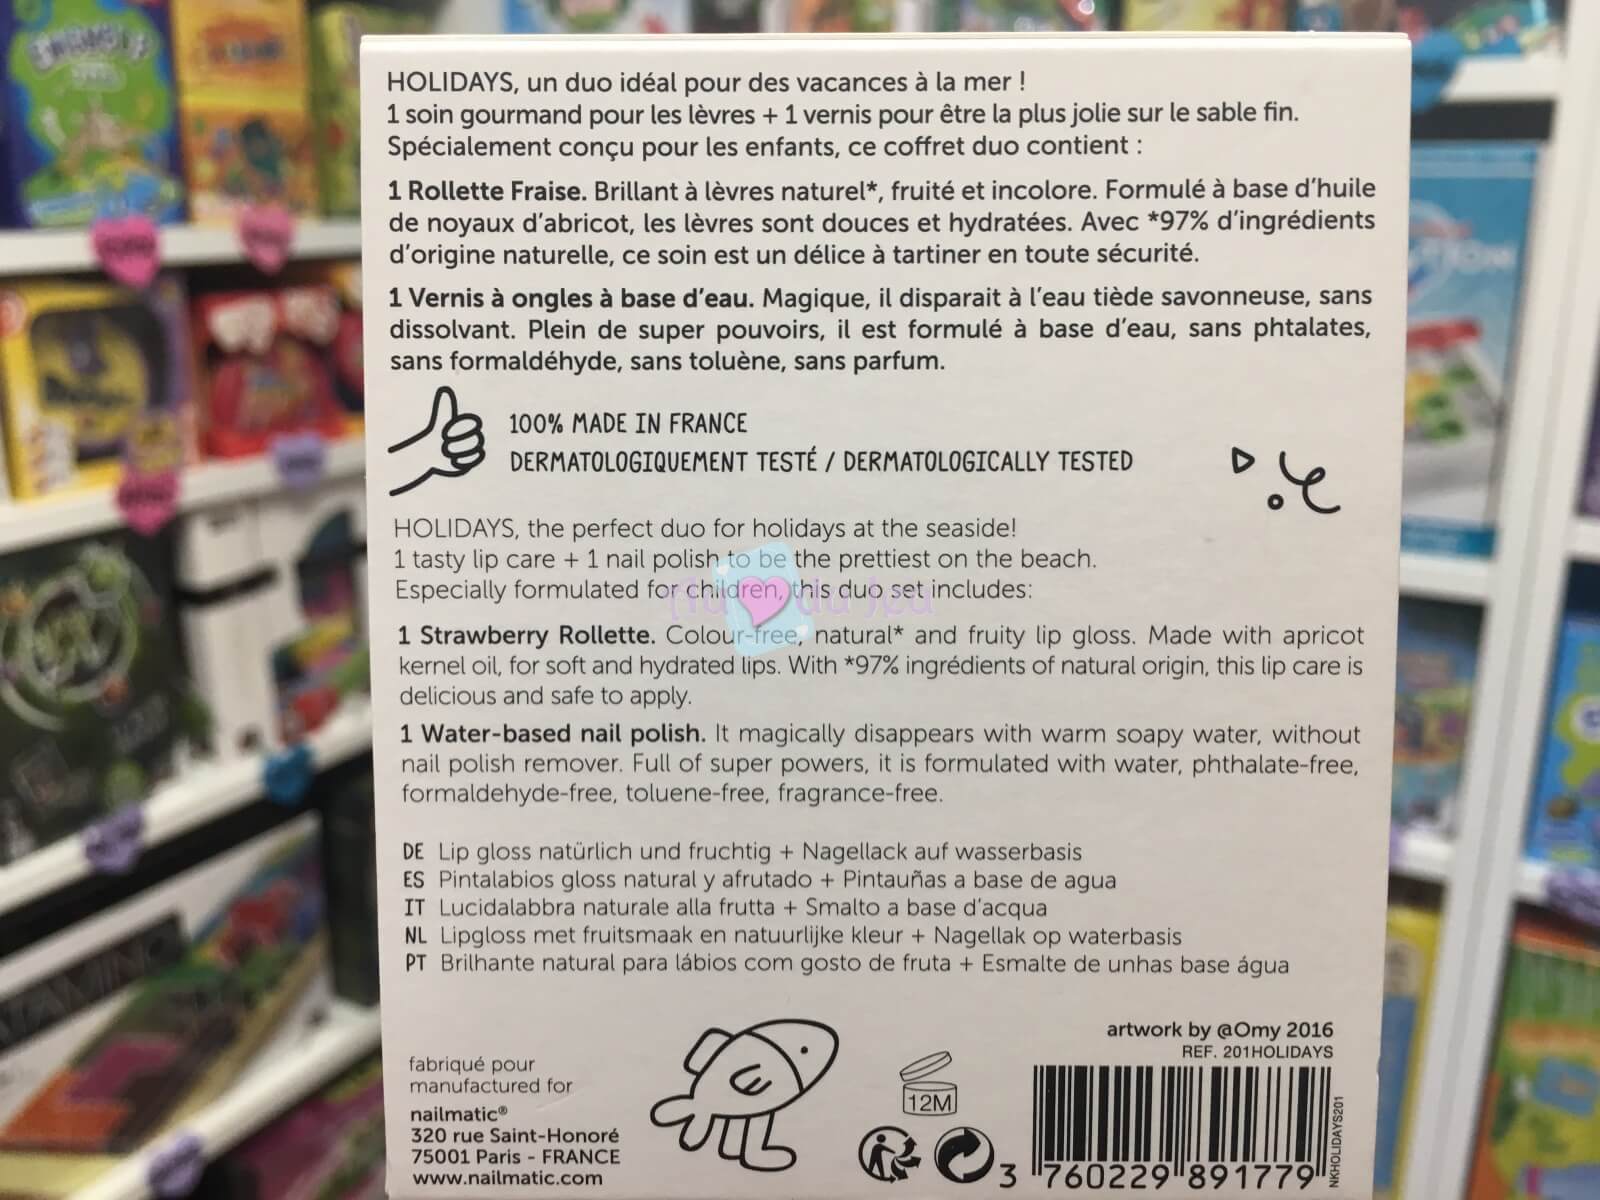 HOLIDAYS, un duo idéal pour des vacances à la mer !
1 soin gourmand pour les lèvres + 1 vernis pour être la plus jolie sur le sable fin.
Spécialement conçu pour les enfants, ce coffret duo contient :
1 Rollette Fraise. Brillant à lèvres naturel*, fruité et incolore. Formulé à base d'huile
de noyaux d'abricot, les lèvres sont douces et hydratées. Avec *97% d'ingrédients
d'origine naturelle, ce soin est un délice à tartiner en toute sécurité.
1 Vernis à ongles à base d'eau. Magique, il disparait à l'eau tiède savonneuse, sans
dissolvant. Plein de super pouvoirs, il est formulé à base d'eau, sans phtalates,
sans formaldéhyde, sans toluène, sans parfum.
100% MADE IN FRANCE
DERMATOLOGIQUEMENT TESTÉ / DERMATOLOGICALLY TESTED
HOLIDAYS, the perfect duo for holidays at the seaside!
1 tasty lip care + 1 nail polish to be the prettiest on the beach.
Especially formulated for children, this duo set includes:
Au du Jeu
1 Strawberry Rollette. Colour-free, natural* and fruity lip gloss. Made with apricot
kernel oil, for soft and hydrated lips. With *97% ingrédients of natural origin, this lip care is
delicious and safe to apply.
1 Water-based nail polish. It magically disappears with warm soapy water, without
nail polish remover. Full of super powers, it is formulated with water, phthalate-free,
formaldehyde-free, toluene-free, fragrance-free.
DE Lip gloss natürlich und fruchtig + Nagellack auf wasserbasis
ES Pintalabios gloss natural y afrutado + Pintauñas a base de agua
IT Lucidalabbra naturale alla frutta + Smalto a base d'acqua
NL Lipgloss met fruitsmaak en natuurlijke kleur + Nagellak op waterbasis
PT Brilhante natural para lábios com gosto de fruta + Esmalte de unhas base água
fabriqué pour
manufactured for
nailmatic®
320 rue Saint-Honoré
75001 Paris - FRANCE
www.nailmatic.com
12M
artwork by @Omy 2016
REF. 201HOLIDAYS
3 760229 891779
NKHOLIDAYS201